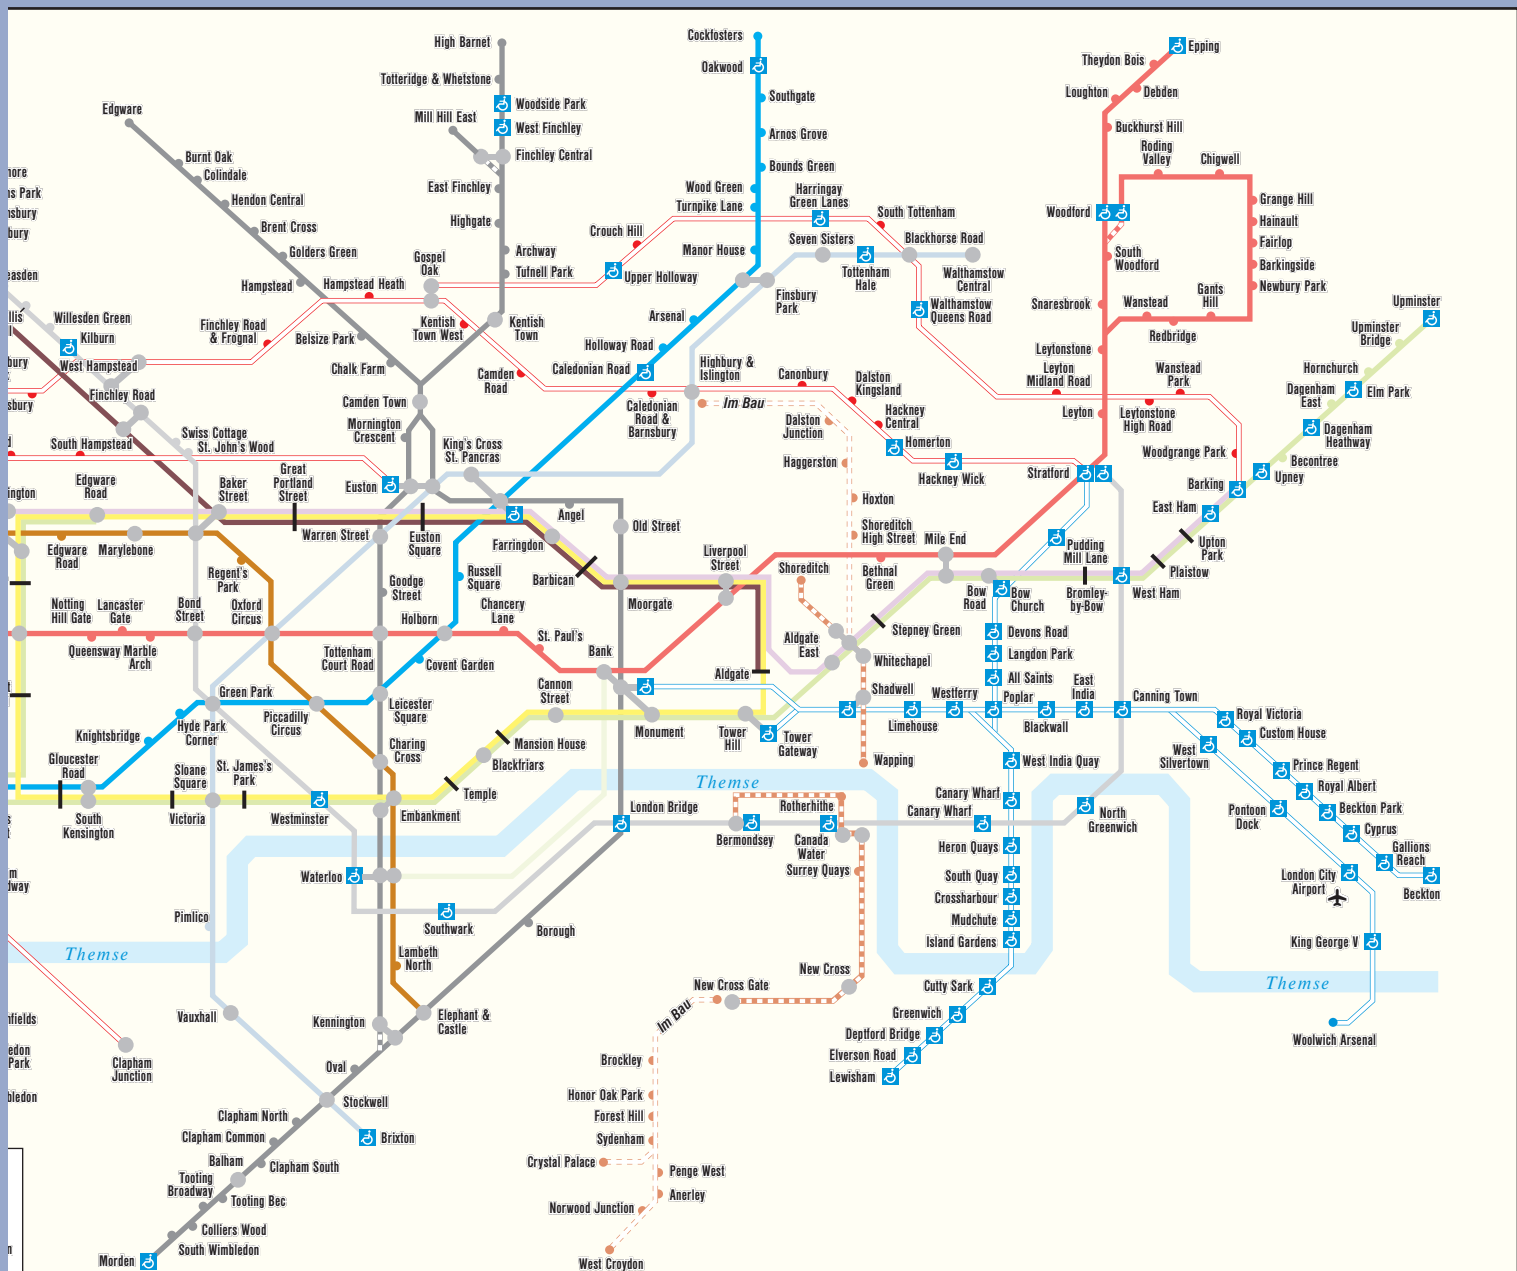 High Barnet
Cockfosters
Epping
Totteridge & Whetstone
Oakwood
Theydon Bois
Edgware
Woodside Park
Southgate
Loughton
Debden
Mill Hill East
West Finchley
Arnos Grove
Buckhurst Hill
Burnt Oak
Finchley Central
Bounds Green
Roding
Valley
Chigwell
Colindale
East Finchley
Wood Green
Harringay
Green Lanes
Grange Hill
Hendon Central
Turnpike Lane
South Tottenham
Woodford
Hainault
Brent Cross
Highgate
Crouch Hill
Seven Sisters
Blackhorse Road
Fairlop
Golders Green
Archway
Manor House
South
Woodford
Barkingside
Gospel
Oak
Tufnell Park
Upper Holloway
Tottenham
Hale
Walthamstow
Central
Newbury Park
Hampstead
Hampstead Heath
Finsbury
Park
Snaresbrook
Wanstead
Gants
Hill
Upminster
Willesden Green
Finchley Road
& Frognal
Kentish
Town West
Kentish
Town
Arsenal
Walthamstow
Queens Road
Redbridge
Upminster
Bridge
Kilburn
Belsize Park
Holloway Road
Leytonstone
West Hampstead
Chalk Farm
Camden
Road
Caledonian Road
Highbury &
Islington
Canonbury
Dalston
Kingsland
Leyton
Midland Road
Wanstead
Park
Hornchurch
Finchley Road
Camden Town
Caledonian
Road &
Barnsbury
Im Bau
Dalston
Junction
Hackney
Central
Leyton
Leytonstone
High Road
Dagenham
East
Elm Park
Swiss Cottage
Mornington
Crescent
Homerton
Dagenham
Heathway
South Hampstead
St. John's Wood
King's Cross
St. Pancras
Haggerston
Hackney Wick
Stratford
Woodgrange Park
Becontree
Edgware
Road
Baker
Street
Great
Portland
Street
Euston
Hoxton
Barking
Upney
Angel
Old Street
East Ham
Edgware
Road
Marylebone
Warren Street
Euston
Square
Farringdon
Liverpool
Street
Shoreditch
High Street
Mile End
Pudding
Mill Lane
Upton
Park
Regent's
Park
Goodge
Street
Russell
Square
Barbican
Shoreditch
Bethnal
Green
Plaistow
Notting
Hill Gate
Lancaster
Gate
Bond
Street
Oxford
Circus
Holborn
Chancery
Lane
Moorgate
Bow
Road
Bow
Church
Bromley-
by-Bow
West Ham
Queensway
Marble
Arch
Tottenham
Court Road
Covent Garden
St. Paul's
Bank
Aldgate
East
Stepney Green
Devons Road
Whitechapel
Langdon Park
Aldgate
All Saints
Green Park
Leicester
Square
Cannon
Street
Shadwell
Westferry
Poplar
East
India
Canning Town
Hyde Park
Corner
Piccadilly
Circus
Monument
Tower
Hill
Tower
Gateway
Limehouse
Blackwall
Royal Victoria
Custom House
Knightsbridge
Charing
Cross
Mansion House
Blackfriars
Wapping
West India Quay
West
Silvertown
Prince Regent
Gloucester
Road
Sloane
Square
St. James's
Park
Temple
Themse
Canary Wharf
Royal Albert
South
Kensington
Victoria
Westminster
Embankment
London Bridge
Rotherhithe
Canary Wharf
North
Greenwich
Pontoon
Dock
Beckton Park
Bermondsey
Canada
Water
Heron Quays
Cyprus
Waterloo
Surrey Quays
South Quay
London City
Airport
Gallions
Reach
Southwark
Crossharbour
Beckton
Pimlico
Borough
Mudchute
Themse
Lambeth
North
Island Gardens
King George V
New Cross
Cutty Sark
Themse
New Cross Gate
Vauxhall
Kennington
Elephant &
Castle
Im Bau
Greenwich
Deptford Bridge
Woolwich Arsenal
Clapham
Junction
Oval
Brockley
Elverson Road
Lewisham
Stockwell
Honor Oak Park
Clapham North
Forest Hill
Clapham Common
Brixton
Sydenham
Balham
Clapham South
Crystal Palace
Penge West
Tooting
Broadway
Tooting Bec
Anerley
Norwood Junction
Colliers Wood
South Wimbledon
Morden
West Croydon